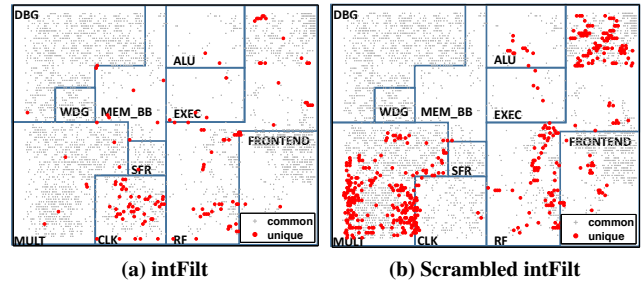 DBG
ALU
WDG MEM_BB EXEC
FRONTEND
SFR
common
unique
MULT CLK RF
(a) intFilt
DBG
ALU
WDG MEM_BB EXEC
FRONTEND
SFR
common
unique
MULT CLK RF
(b) Scrambled intFilt